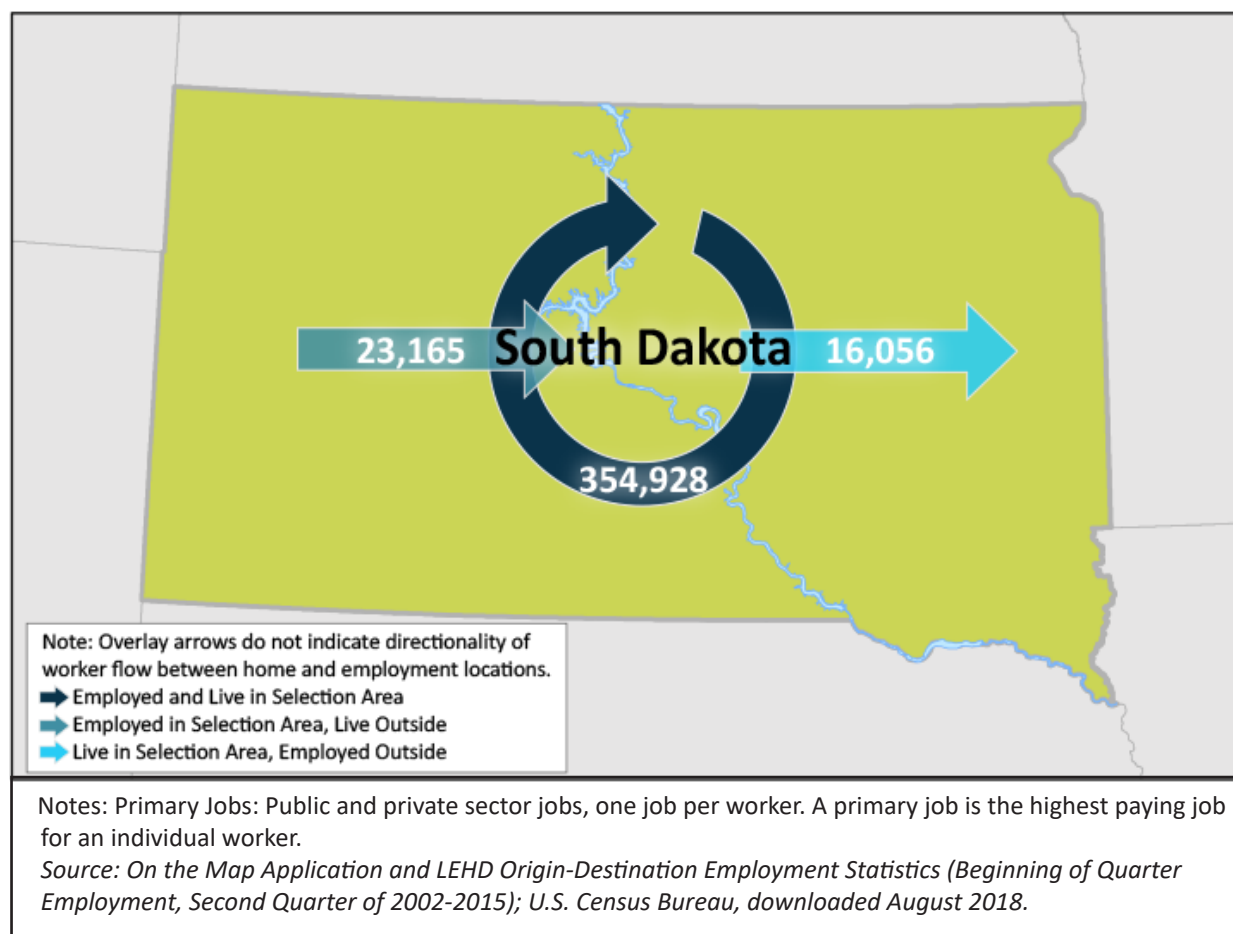 23,165
South Dakota
16,056
354,928
Note: Overlay arrows do not indicate directionality of
worker flow between home and employment locations.
Employed and Live in Selection Area
Employed in Selection Area, Live Outside
Live in Selection Area, Employed Outside
Notes: Primary Jobs: Public and private sector jobs, one job per worker. A primary job is the highest paying job
for an individual worker.
Source: On the Map Application and LEHD Origin-Destination Employment Statistics (Beginning of Quarter
Employment, Second Quarter of 2002-2015); U.S. Census Bureau, downloaded August 2018.